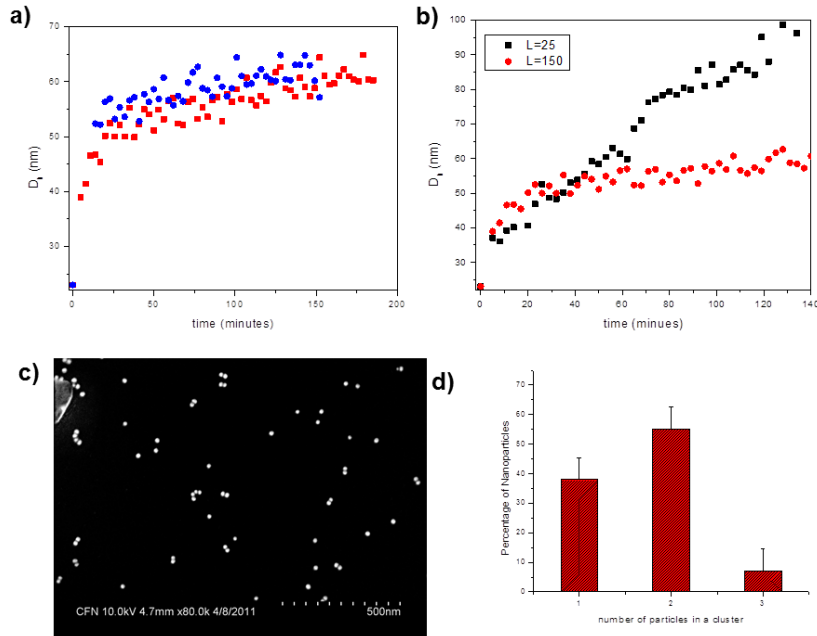 a)
70
60
50
40
30
D (nm)
0 50 100 150 200
time (minutes)
b)
100
90
80
70
60
50
40
30
D (nm)
L=25
L=150
0 20 40 60 80 100 120 140
time (minues)
c)
CFN 10.0kV 4.7mm x80.0k 4/8/2011
500nm
d)
70
60
50
40
30
20
10
0
Percentage of Nanoparticles
1 2 3
number of particles in a cluster